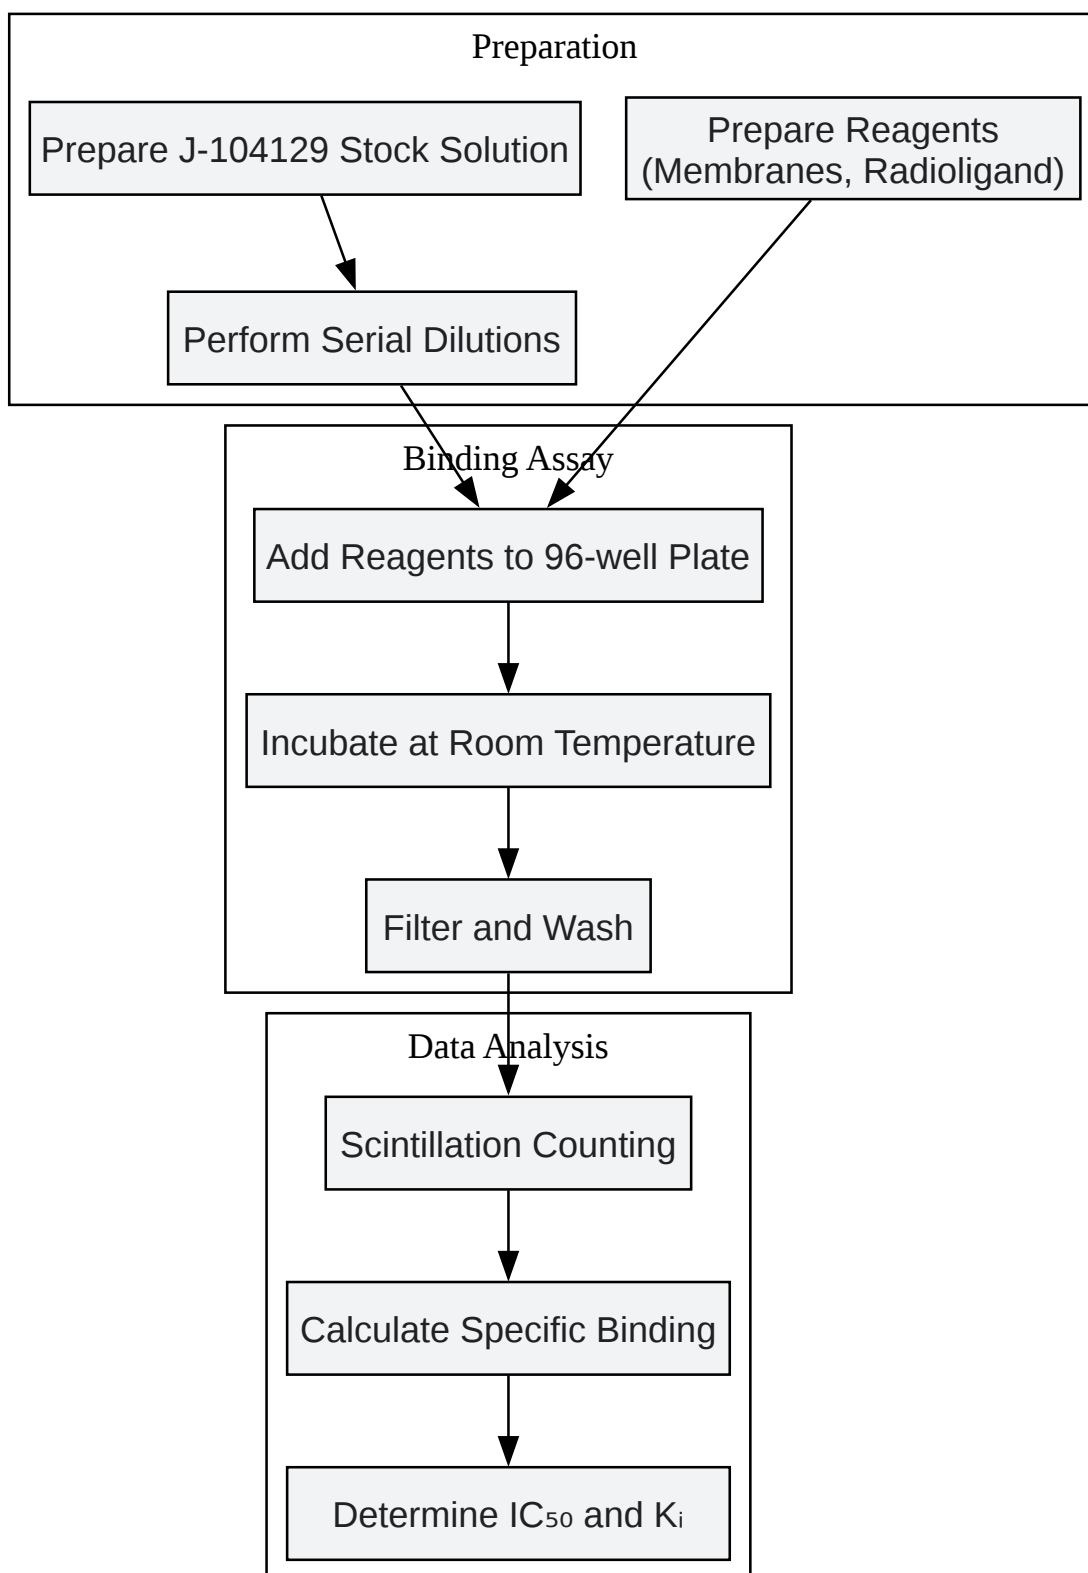 Preparation
Prepare J-104129 Stock Solution
Prepare Reagents
(Membranes, Radioligand)
Perform Serial Dilutions
Binding Assay
Add Reagents to 96-well Plate
Incubate at Room Temperature
Filter and Wash
Data Analysis
Scintillation Counting
Calculate Specific Binding
Determine IC₅₀ and Kᵢ